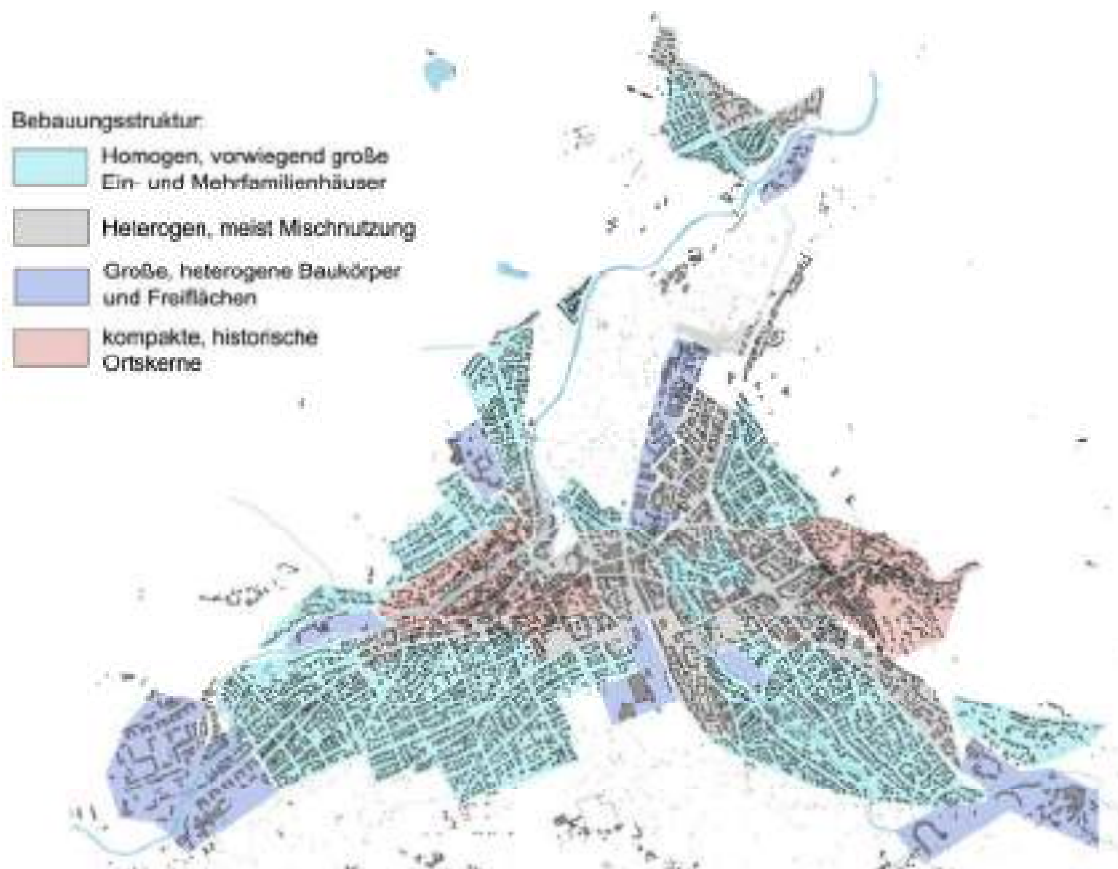 Bebauungsstruktur:
Homogen, vorwiegend große
Ein- und Mehrfamilienhäuser
Heterogen, meist Mischnutzung
Große, heterogene Baukörper
und Freiflächen
kompakte, historische
Ortskerne